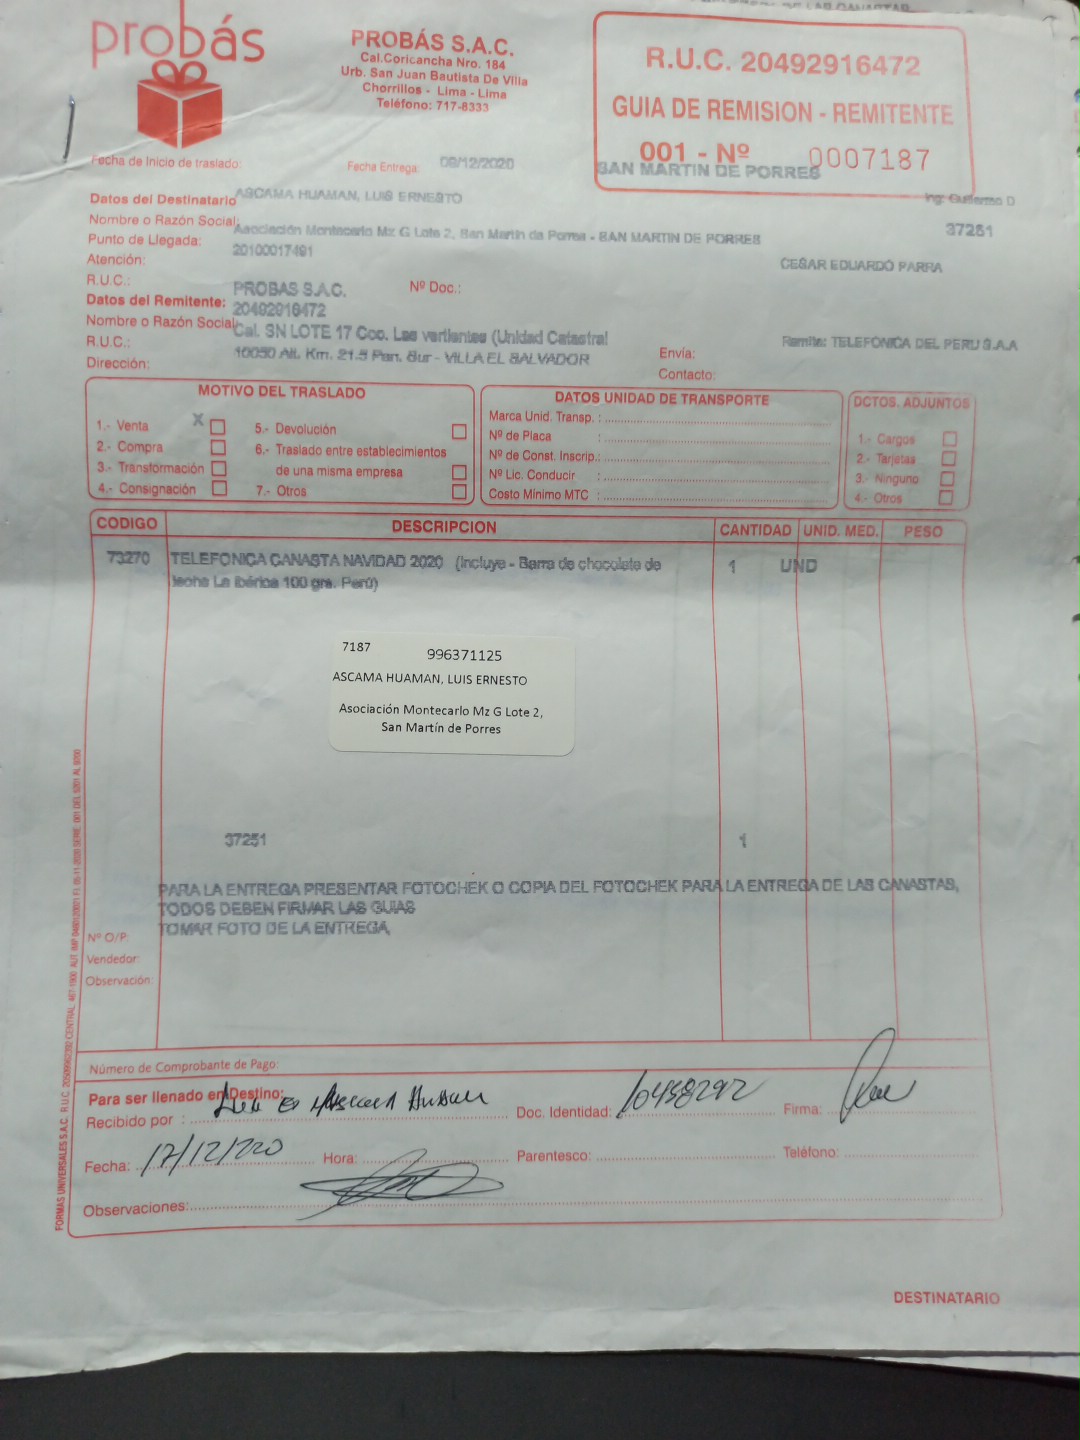 probás
PROBÁS S.A.C.
Cal.Coricancha Nro. 184
Urb. San Juan Bautista De Villa
Chorrillos - Lima - Lima
Teléfono: 717-8333
R.U.C. 20492916472
GUIA DE REMISION - REMITENTE
001 - Nº 0007187
SAN MARTIN DE PORRES
Fecha de Inicio de traslado:
Fecha Entrega: 09/12/2020
Datos del Destinatario ASCAMA HUAMAN, LUIS ERNESTO
Ing: Guillermo D
Nombre o Razón Social:
37251
Punto de Llegada: Asociación Montecarlo Mz G Lote 2, San Martín de Porres - SAN MARTIN DE PORRES
Atención: 20100017491
CESAR EDUARDO PARRA
R.U.C.:
Nº Doc.:
Datos del Remitente: PROBAS S.A.C.
20492916472
Nombre o Razón Social: Cal. SN LOTE 17 Coo. Las vertientes (Unidad Catastral
R.U.C.: 10050 Alt. Km. 21.5 Pan. Sur - VILLA EL SALVADOR
Dirección:
Envía:
Remite: TELEFONICA DEL PERU S.A.A
Contacto:
MOTIVO DEL TRASLADO
1.- Venta X
2.- Compra
3.- Transformación
4.- Consignación
5.- Devolución
6.- Traslado entre establecimientos
de una misma empresa
7.- Otros
DATOS UNIDAD DE TRANSPORTE
Marca Unid. Transp. :
Nº de Placa :
Nº de Const. Inscrip.:
Nº Lic. Conducir :
Costo Mínimo MTC :
DCTOS. ADJUNTOS
1.- Cargos
2.- Tarjetas
3.- Ninguno
4.- Otros
CODIGO DESCRIPCION CANTIDAD UNID. MED. PESO
73270 TELEFONICA CANASTA NAVIDAD 2020 (Incluye - Barra de chocolate de 1 UND
leche La Ibérica 100 grs. Perú)
7187 996371125
ASCAMA HUAMAN, LUIS ERNESTO
Asociación Montecarlo Mz G Lote 2,
San Martín de Porres
37251 1
PARA LA ENTREGA PRESENTAR FOTOCHEK O COPIA DEL FOTOCHEK PARA LA ENTREGA DE LAS CANASTAS,
TODOS DEBEN FIRMAR LAS GUIAS
TOMAR FOTO DE LA ENTREGA
Nº O/P:
Vendedor:
Observación:
Número de Comprobante de Pago:
Para ser llenado en Destino:
Recibido por : Luis E Ascama Huaman
Doc. Identidad: 10458292
Firma:
Fecha: 17/12/2020
Hora:
Parentesco:
Teléfono:
Observaciones:
DESTINATARIO